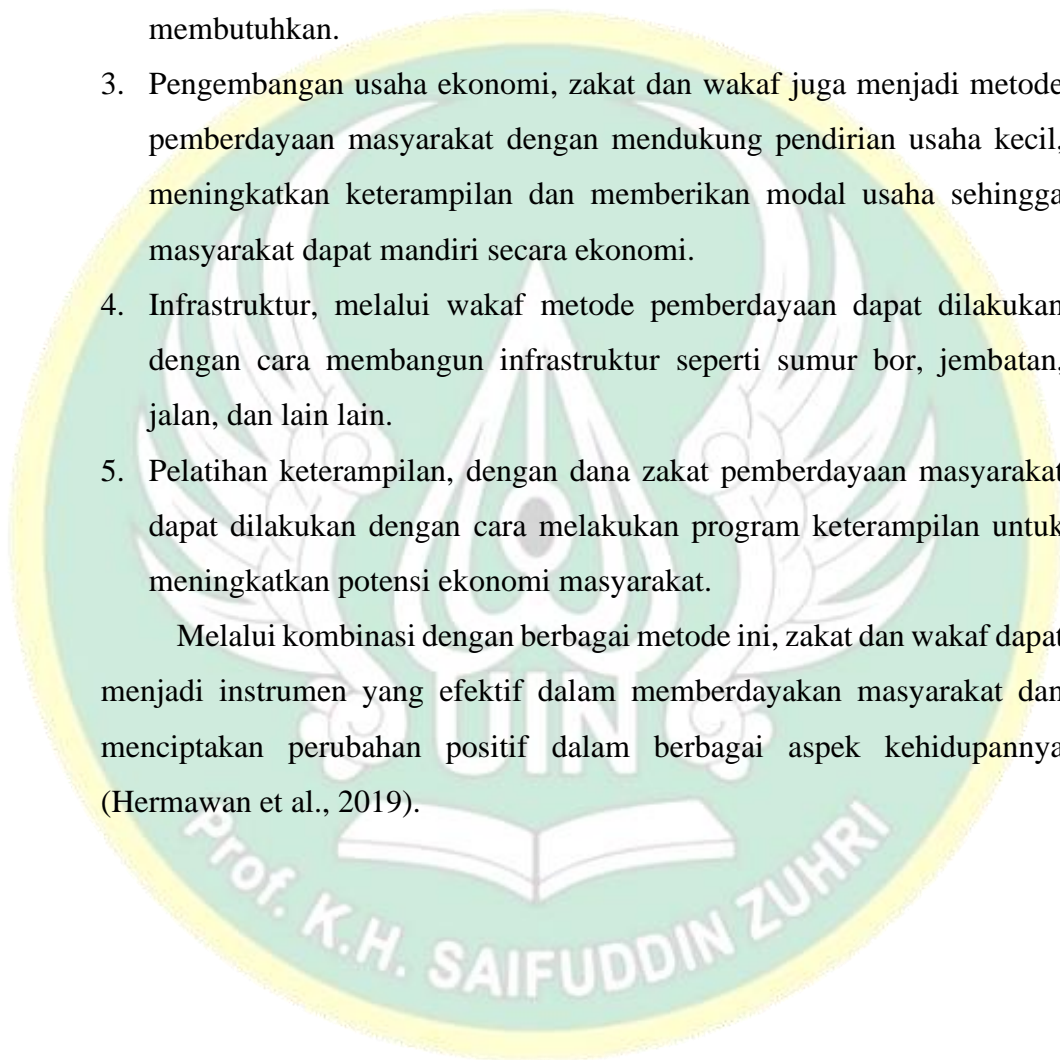 membutuhkan.
3. Pengembangan usaha ekonomi, zakat dan wakaf juga menjadi metode
pemberdayaan masyarakat dengan mendukung pendirian usaha kecil,
meningkatkan keterampilan dan memberikan modal usaha sehingga
masyarakat dapat mandiri secara ekonomi.
4. Infrastruktur, melalui wakaf metode pemberdayaan dapat dilakukan
dengan cara membangun infrastruktur seperti sumur bor, jembatan,
jalan, dan lain lain.
5. Pelatihan keterampilan, dengan dana zakat pemberdayaan masyarakat
dapat dilakukan dengan cara melakukan program keterampilan untuk
meningkatkan potensi ekonomi masyarakat.
Melalui kombinasi dengan berbagai metode ini, zakat dan wakaf dapat
menjadi instrumen yang efektif dalam memberdayakan masyarakat dan
menciptakan perubahan positif dalam berbagai aspek kehidupannya
(Hermawan et al., 2019).
UIN
Prof. K.H. SAIFUDDIN ZUHRI